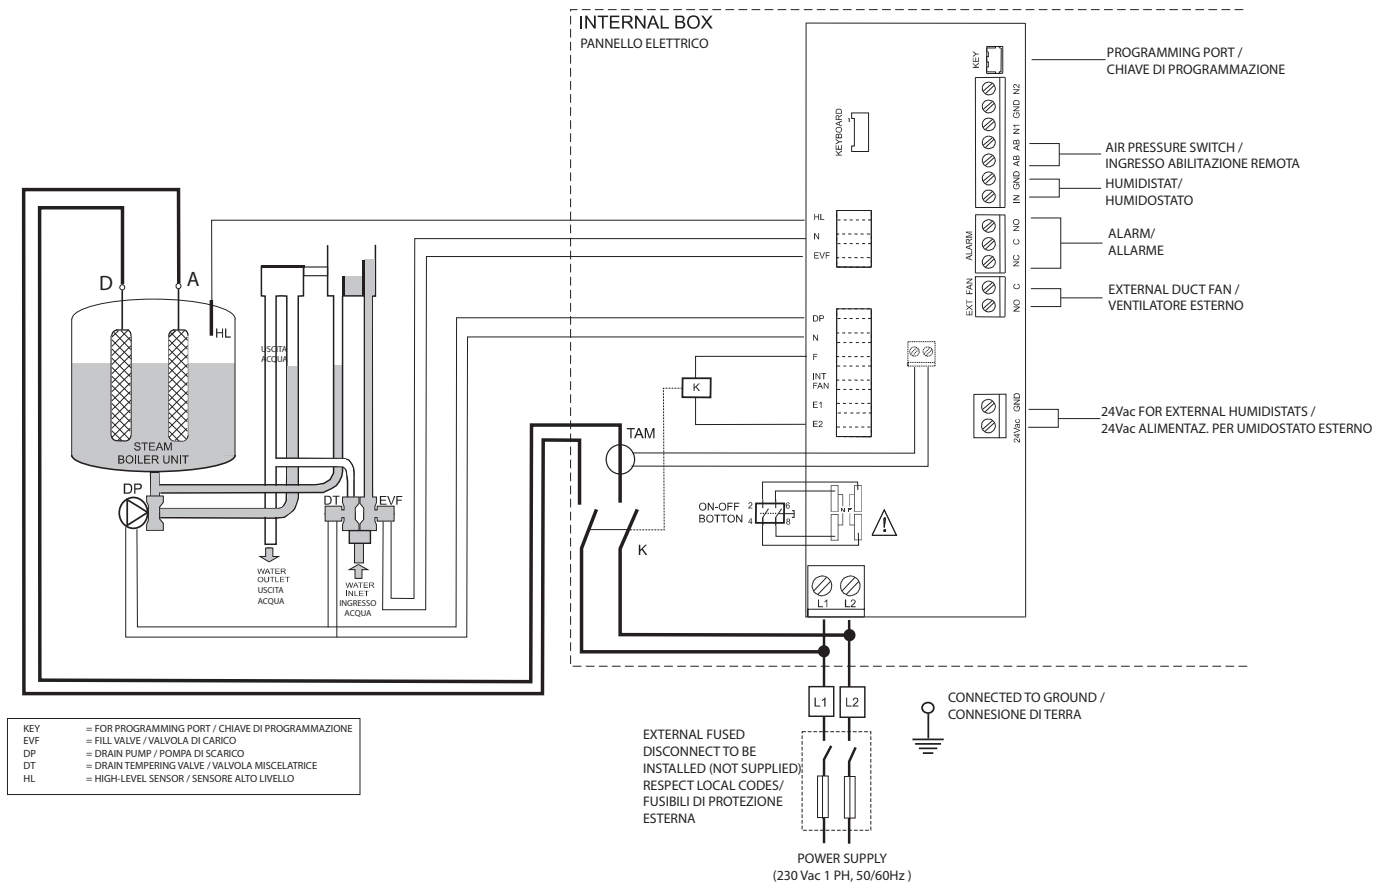 INTERNAL BOX
PANNELLO ELETTRICO
KEY
PROGRAMMING PORT /
CHIAVE DI PROGRAMMAZIONE
N2
GND
N1
AB
AB
GND
IN
KEYBOARD
AIR PRESSURE SWITCH /
INGRESSO ABILITAZIONE REMOTA
HUMIDISTAT/
HUMIDOSTATO
HL
N
EVF
ALARM
NO
C
NC
ALARM/
ALLARME
EXT FAN
C
NO
EXTERNAL DUCT FAN /
VENTILATORE ESTERNO
D
A
HL
USCITA
ACQUA
STEAM
BOILER UNIT
DP
N
F
INT
FAN
E1
E2
K
GND
24Vac
24Vac FOR EXTERNAL HUMIDISTATS /
24Vac ALIMENTAZ. PER UMIDOSTATO ESTERNO
TAM
DP
DT
EVF
ON-OFF
BOTTON
2
6
4
8
N F
K
WATER
OUTLET
USCITA
ACQUA
WATER
INLET
INGRESSO
ACQUA
L1
L2
L1
L2
CONNECTED TO GROUND /
CONNESIONE DI TERRA
KEY = FOR PROGRAMMING PORT / CHIAVE DI PROGRAMMAZIONE
EVF = FILL VALVE / VALVOLA DI CARICO
DP = DRAIN PUMP / POMPA DI SCARICO
DT = DRAIN TEMPERING VALVE / VALVOLA MISCELATRICE
HL = HIGH-LEVEL SENSOR / SENSORE ALTO LIVELLO
EXTERNAL FUSED
DISCONNECT TO BE
INSTALLED (NOT SUPPLIED)
RESPECT LOCAL CODES/
FUSIBILI DI PROTEZIONE
ESTERNA
POWER SUPPLY
(230 Vac 1 PH, 50/60Hz )